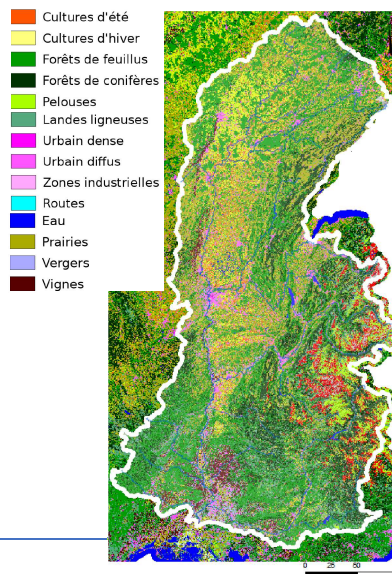 Cultures d'été
Cultures d'hiver
Forêts de feuillus
Forêts de conifères
Pelouses
Landes ligneuses
Urbain dense
Urbain diffus
Zones industrielles
Routes
Eau
Prairies
Vergers
Vignes
0 25 50